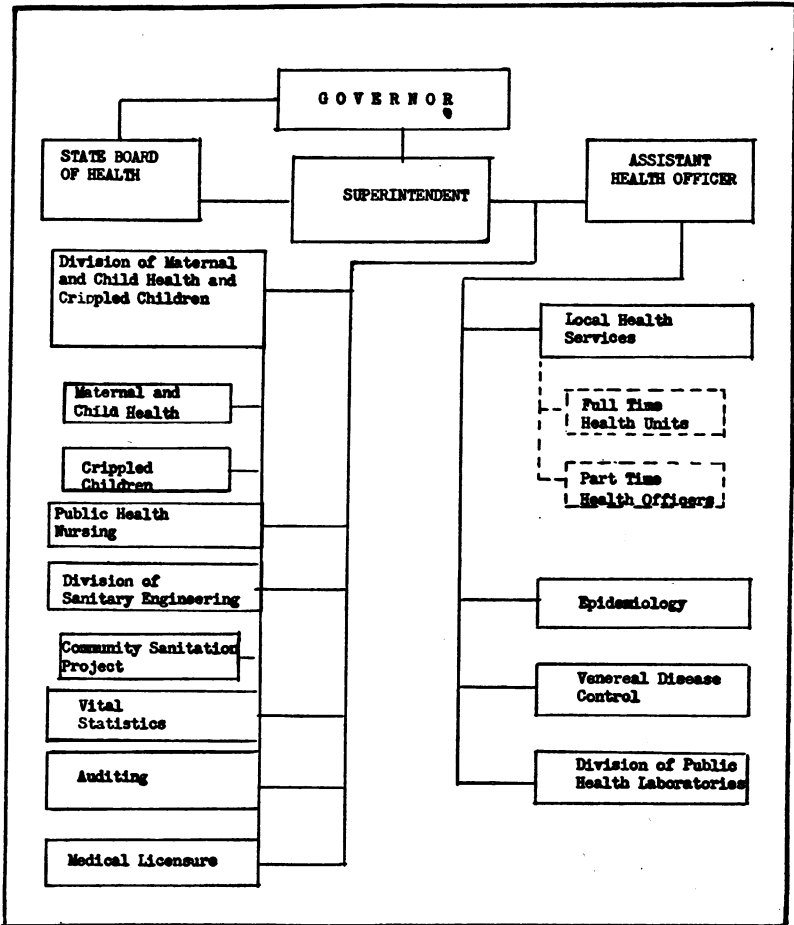 GOVERNOR
STATE BOARD
OF HEALTH
SUPERINTENDENT
ASSISTANT
HEALTH OFFICER
Division of Maternal
and Child Health and
Crippled Children
Maternal and
Child Health
Crippled
Children
Public Health
Nursing
Division of
Sanitary Engineering
Community Sanitation
Project
Vital
Statistics
Auditing
Medical Licensure
Local Health
Services
Full Time
Health Units
Part Time
Health Officers
Epidemiology
Venereal Disease
Control
Division of Public
Health Laboratories